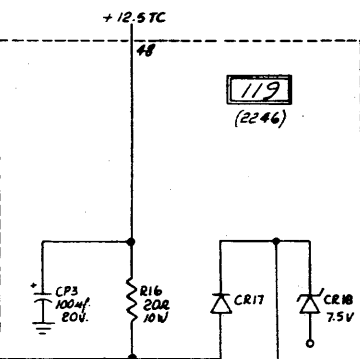 +12.5TC
48
119
(2246)
+
CP3
100uf.
20V.
R16
20Ω
10W
CR17
CR18
7.5V